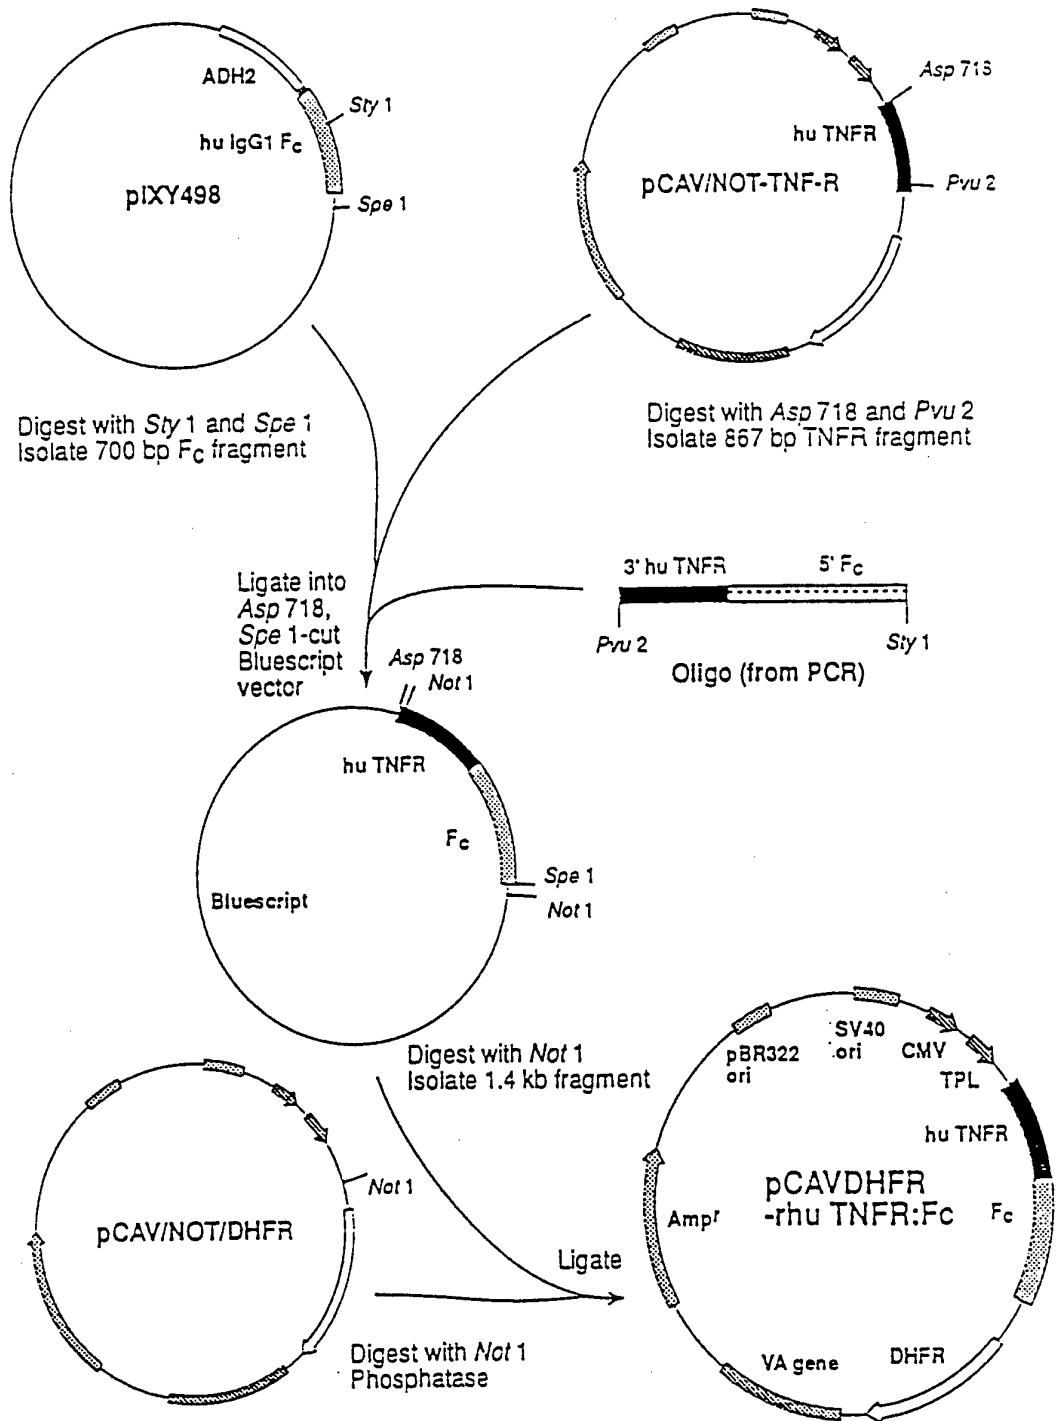 ADH2
Sty 1
hu IgG1 Fc
pIXY498
Spe 1
Asp 718
hu TNFR
pCAV/NOT-TNF-R
Pvu 2
Digest with Sty 1 and Spe 1
Isolate 700 bp Fc fragment
Digest with Asp 718 and Pvu 2
Isolate 867 bp TNFR fragment
Ligate into
Asp 718,
Spe 1-cut
Bluescript
vector
3' hu TNFR
5' Fc
Pvu 2
Sty 1
Oligo (from PCR)
Asp 718
Not 1
hu TNFR
Fc
Spe 1
Not 1
Bluescript
Digest with Not 1
Isolate 1.4 kb fragment
pBR322
ori
SV40
ori
CMV
TPL
hu TNFR
Fc
pCAVDHFR
-rhu TNFR:Fc
Ampr
VA gene
DHFR
Not 1
pCAV/NOT/DHFR
Ligate
Digest with Not 1
Phosphatase